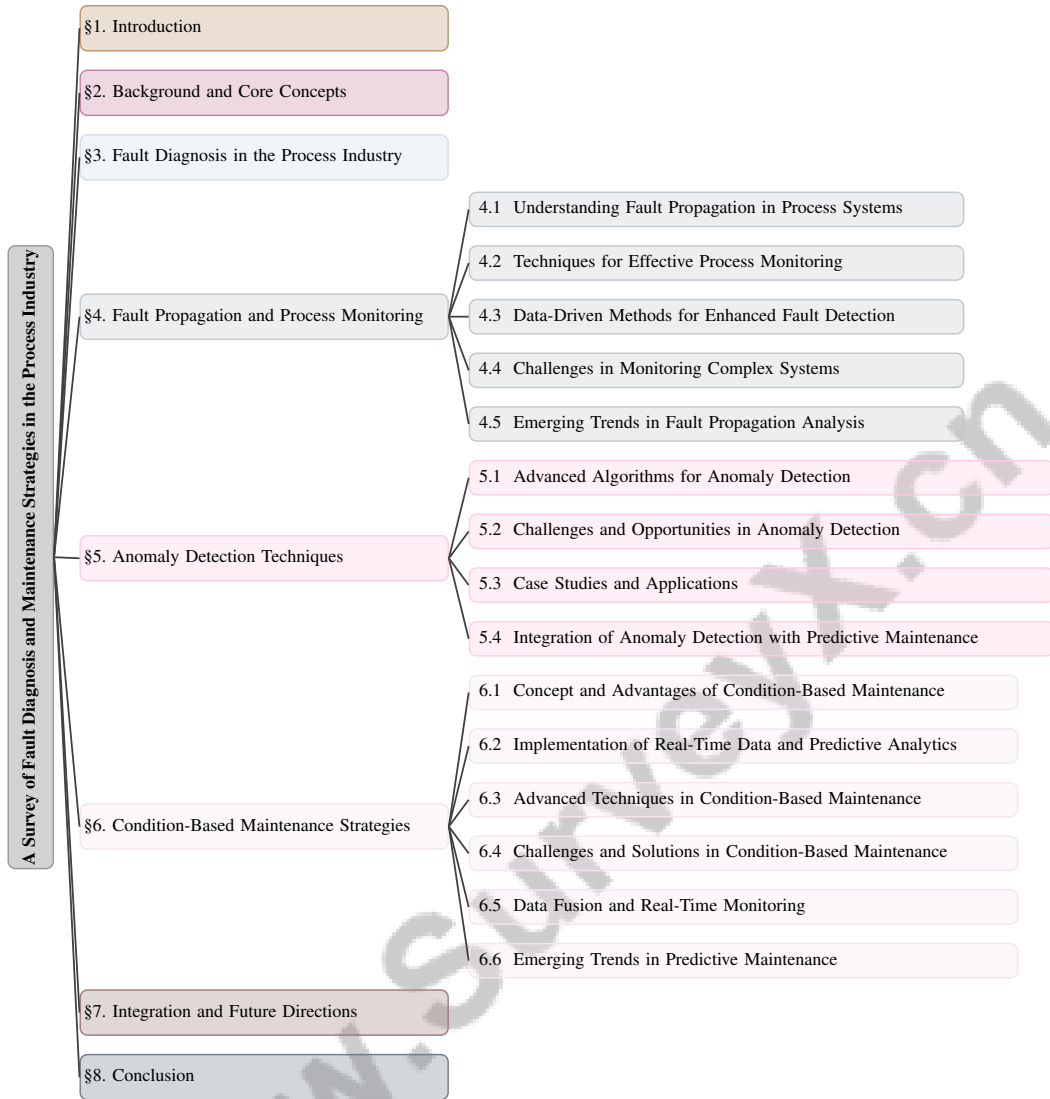 A Survey of Fault Diagnosis and Maintenance Strategies in the Process Industry
§1. Introduction
§2. Background and Core Concepts
§3. Fault Diagnosis in the Process Industry
§4. Fault Propagation and Process Monitoring
4.1 Understanding Fault Propagation in Process Systems
4.2 Techniques for Effective Process Monitoring
4.3 Data-Driven Methods for Enhanced Fault Detection
4.4 Challenges in Monitoring Complex Systems
4.5 Emerging Trends in Fault Propagation Analysis
§5. Anomaly Detection Techniques
5.1 Advanced Algorithms for Anomaly Detection
5.2 Challenges and Opportunities in Anomaly Detection
5.3 Case Studies and Applications
5.4 Integration of Anomaly Detection with Predictive Maintenance
§6. Condition-Based Maintenance Strategies
6.1 Concept and Advantages of Condition-Based Maintenance
6.2 Implementation of Real-Time Data and Predictive Analytics
6.3 Advanced Techniques in Condition-Based Maintenance
6.4 Challenges and Solutions in Condition-Based Maintenance
6.5 Data Fusion and Real-Time Monitoring
6.6 Emerging Trends in Predictive Maintenance
§7. Integration and Future Directions
§8. Conclusion
w.SurveyX.cn